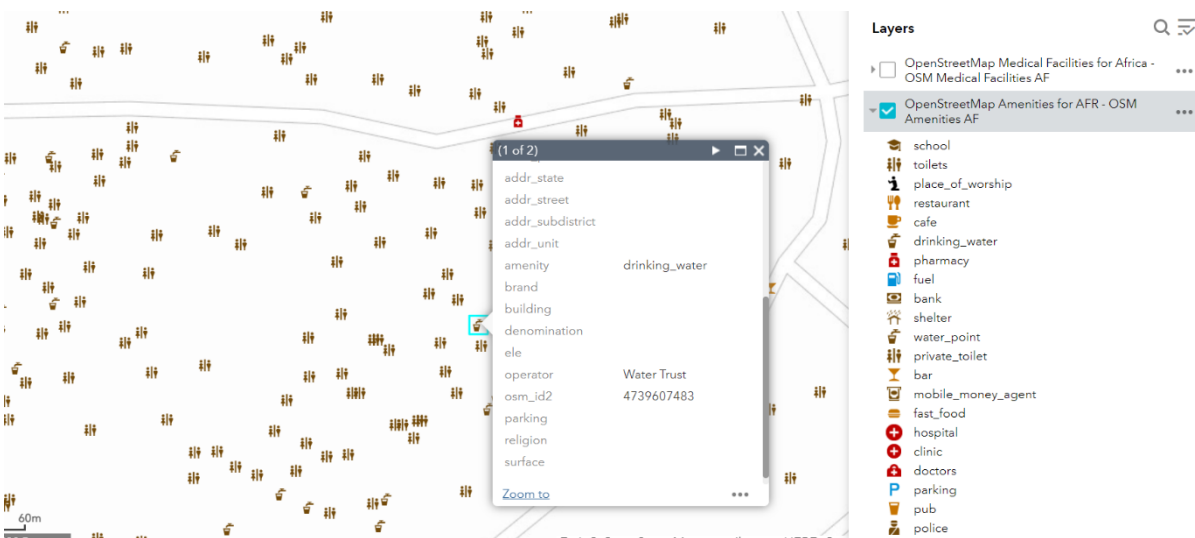 Layers
OpenStreetMap Medical Facilities for Africa -
OSM Medical Facilities AF
OpenStreetMap Amenities for AFR - OSM
Amenities AF
school
toilets
place_of_worship
restaurant
cafe
drinking_water
pharmacy
fuel
bank
shelter
water_point
private_toilet
bar
mobile_money_agent
fast_food
hospital
clinic
doctors
P parking
pub
police
(1 of 2)
addr_state
addr_street
addr_subdistrict
addr_unit
amenity drinking_water
brand
building
denomination
ele
operator Water Trust
osm_id2 4739607483
parking
religion
surface
Zoom to
60m